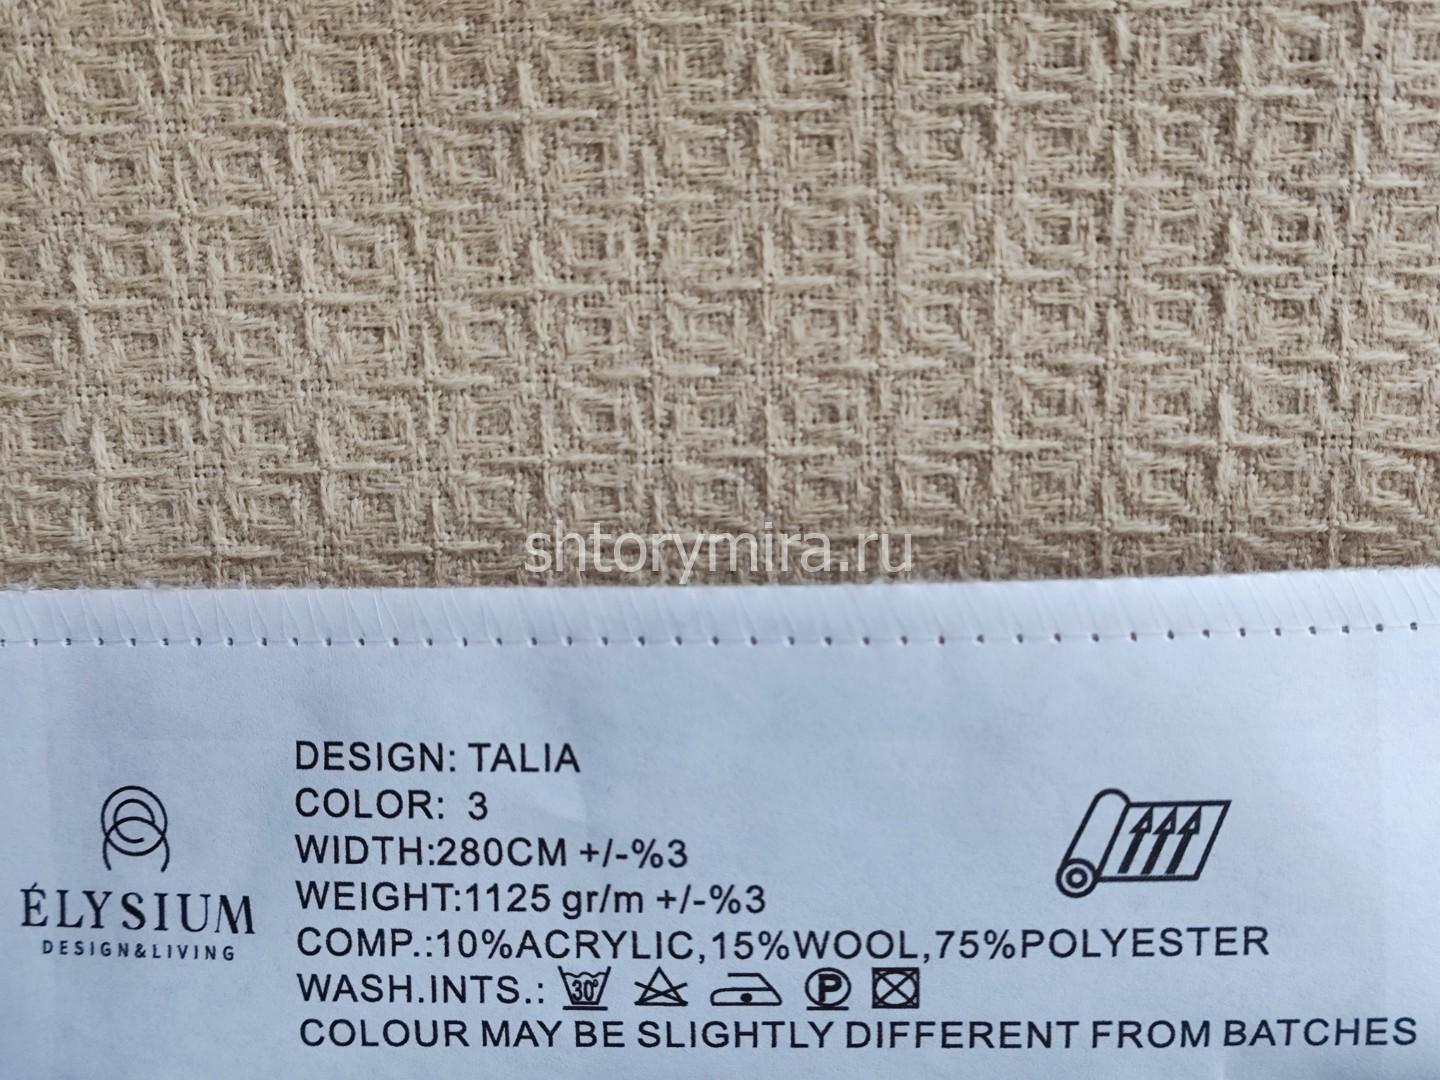 shtorymira.ru
DESIGN: TALIA
COLOR: 3
WIDTH:280CM +/-%3
WEIGHT:1125 gr/m +/-%3
COMP.:10%ACRYLIC,15%WOOL,75%POLYESTER
WASH.INTS.: 30° P
COLOUR MAY BE SLIGHTLY DIFFERENT FROM BATCHES
ÉLYSIUM
DESIGN&LIVING